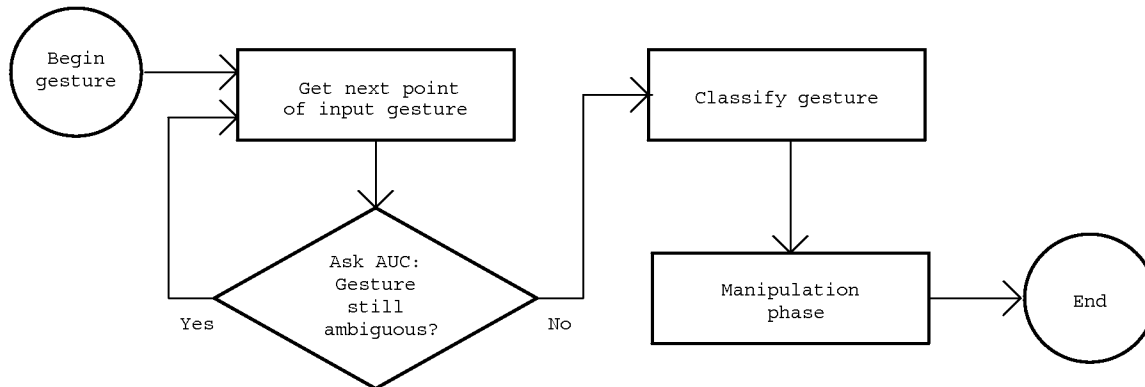 Begin
gesture
Get next point
of input gesture
Ask AUC:
Gesture
still
ambiguous?
Yes
No
Classify gesture
Manipulation
phase
End